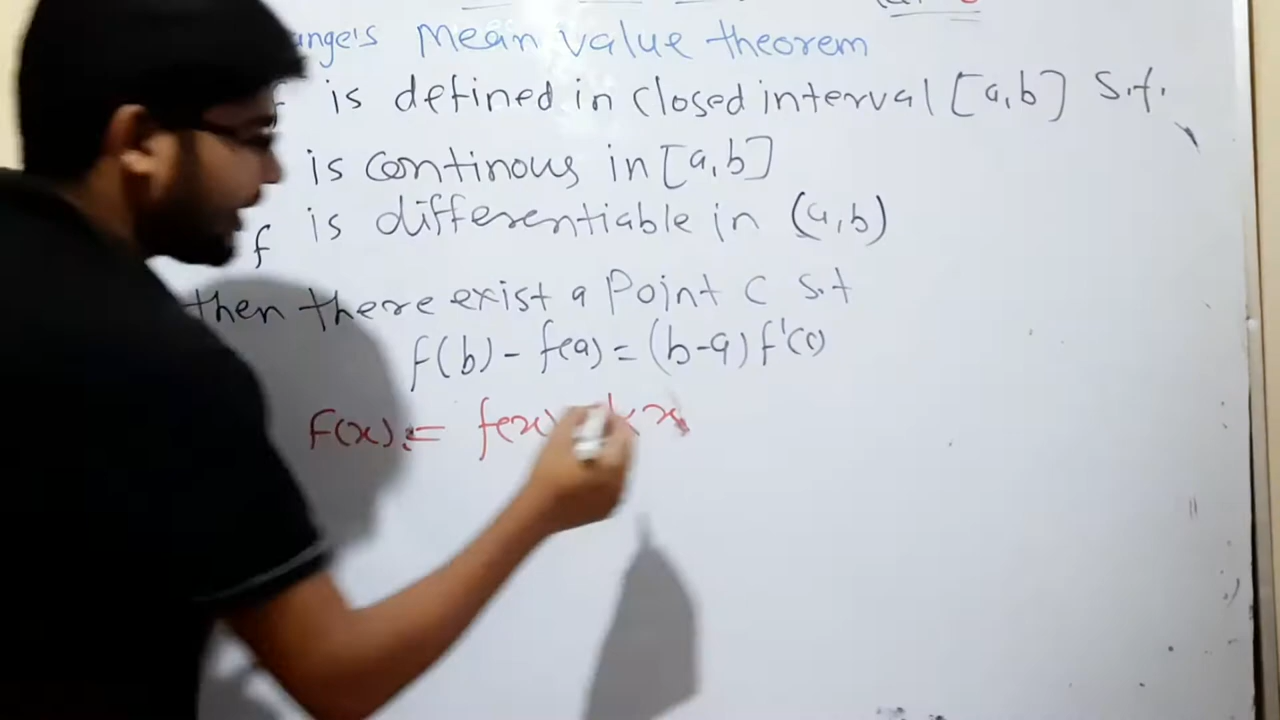 ange's mean value theorem
f is defined in closed interval [a,b] s.t.
is continous in [a,b]
f is differentiable in (a,b)
then there exist a Point c s.t
f(b) - f(a) = (b-a) f'(c)
F(x) = f(x) kx